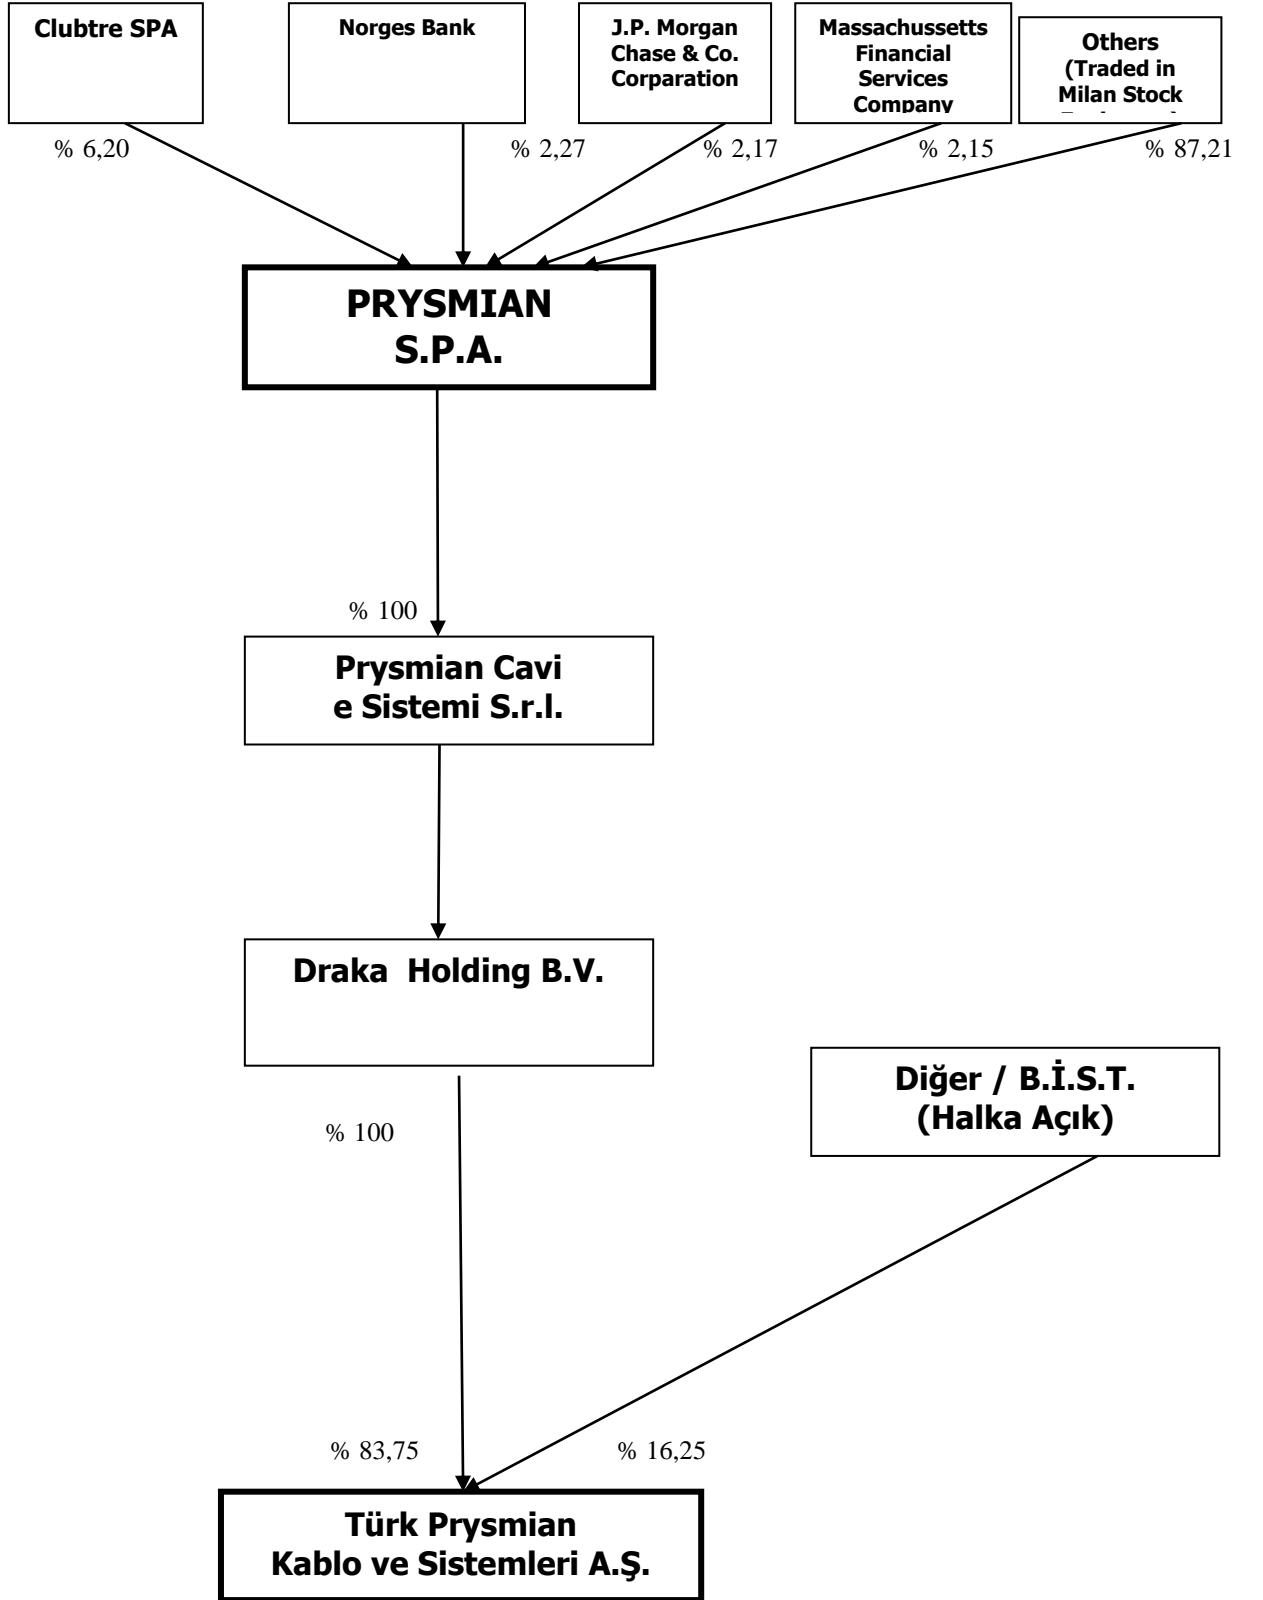 Clubtre SPA
Norges Bank
J.P. Morgan
Chase & Co.
Corparation
Massachussetts
Financial
Services
Company
Others
(Traded in
Milan Stock
% 6,20
% 2,27
% 2,17
% 2,15
% 87,21
PRYSMIAN
S.P.A.
% 100
Prysmian Cavi
e Sistemi S.r.l.
Draka Holding B.V.
Diğer / B.İ.S.T.
(Halka Açık)
% 100
% 83,75
% 16,25
Türk Prysmian
Kablo ve Sistemleri A.Ş.